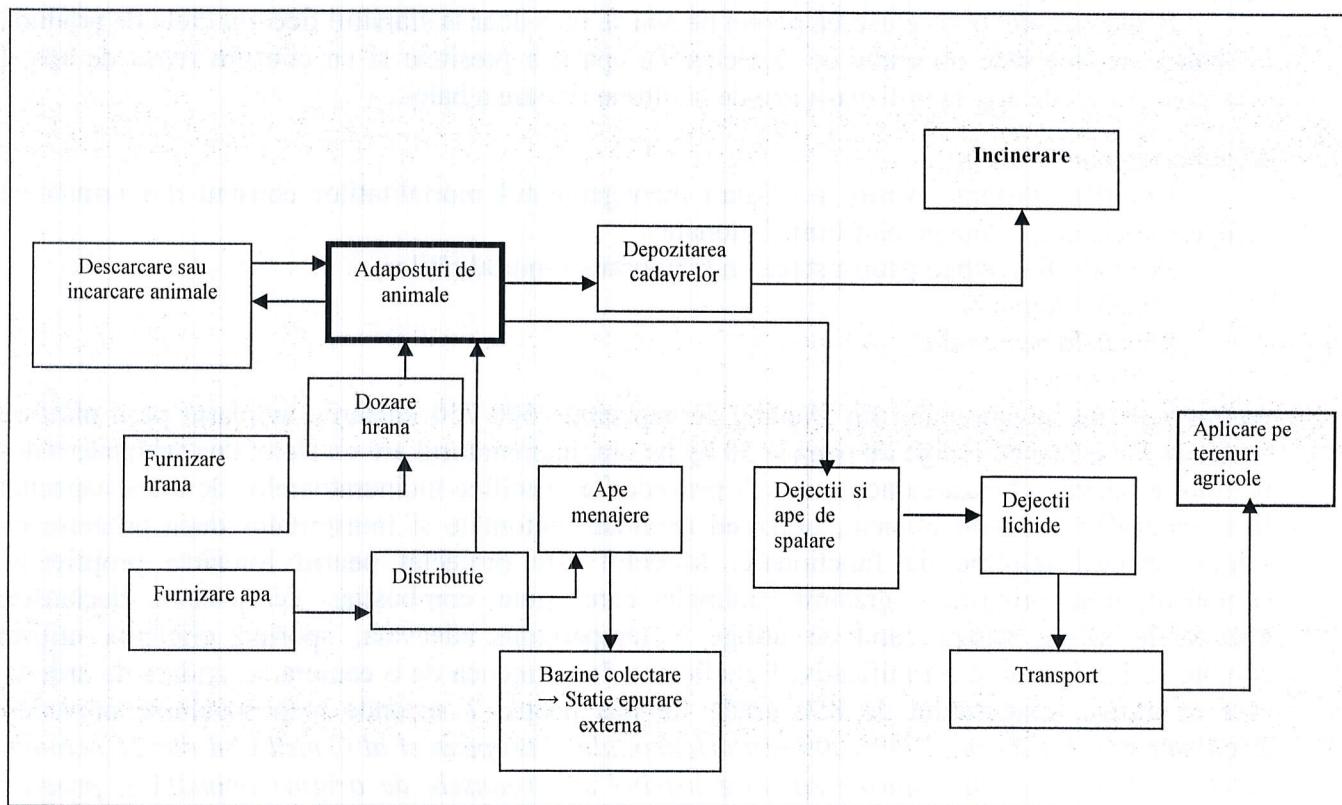 Incinerare
Descarcare sau
incarcare animale
Adaposturi de
animale
Depozitarea
cadavrelor
Dozare
hrana
Furnizare
hrana
Ape
menajere
Dejectii si
ape de
spalare
Dejectii
lichide
Aplicare pe
terenuri
agricole
Furnizare apa
Distributie
Bazine colectare
→ Statie epurare
externa
Transport